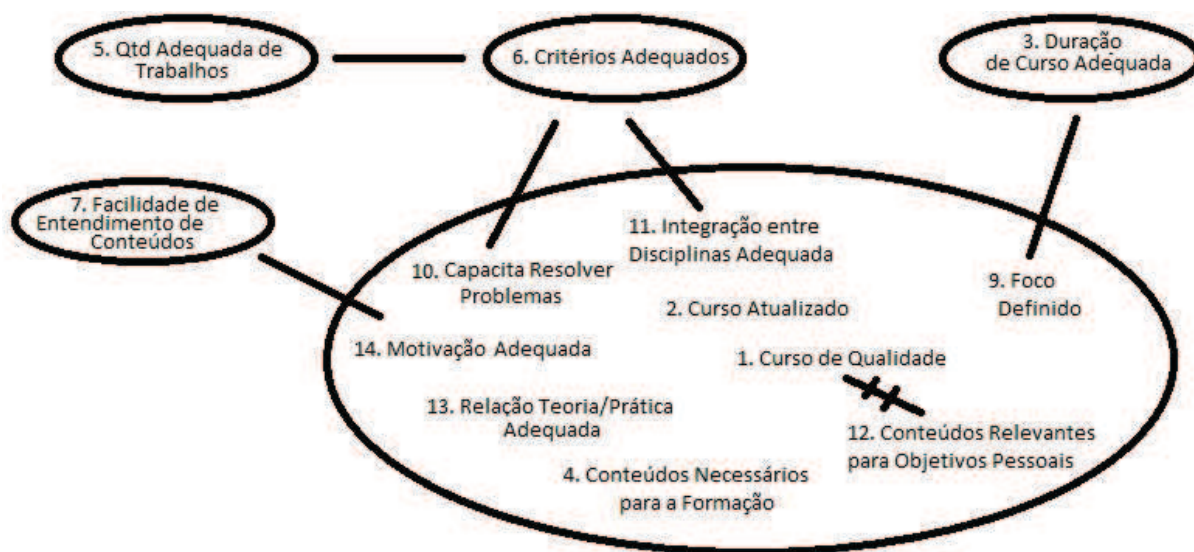 5. Qtd Adequada de
Trabalhos
6. Critérios Adequados
3. Duração
de Curso Adequada
7. Facilidade de
Entendimento de
Conteúdos
11. Integração entre
Disciplinas Adequada
10. Capacita Resolver
Problemas
9. Foco
Definido
2. Curso Atualizado
14. Motivação Adequada
1. Curso de Qualidade
13. Relação Teoria/Prática
Adequada
12. Conteúdos Relevantes
para Objetivos Pessoais
4. Conteúdos Necessários
para a Formação